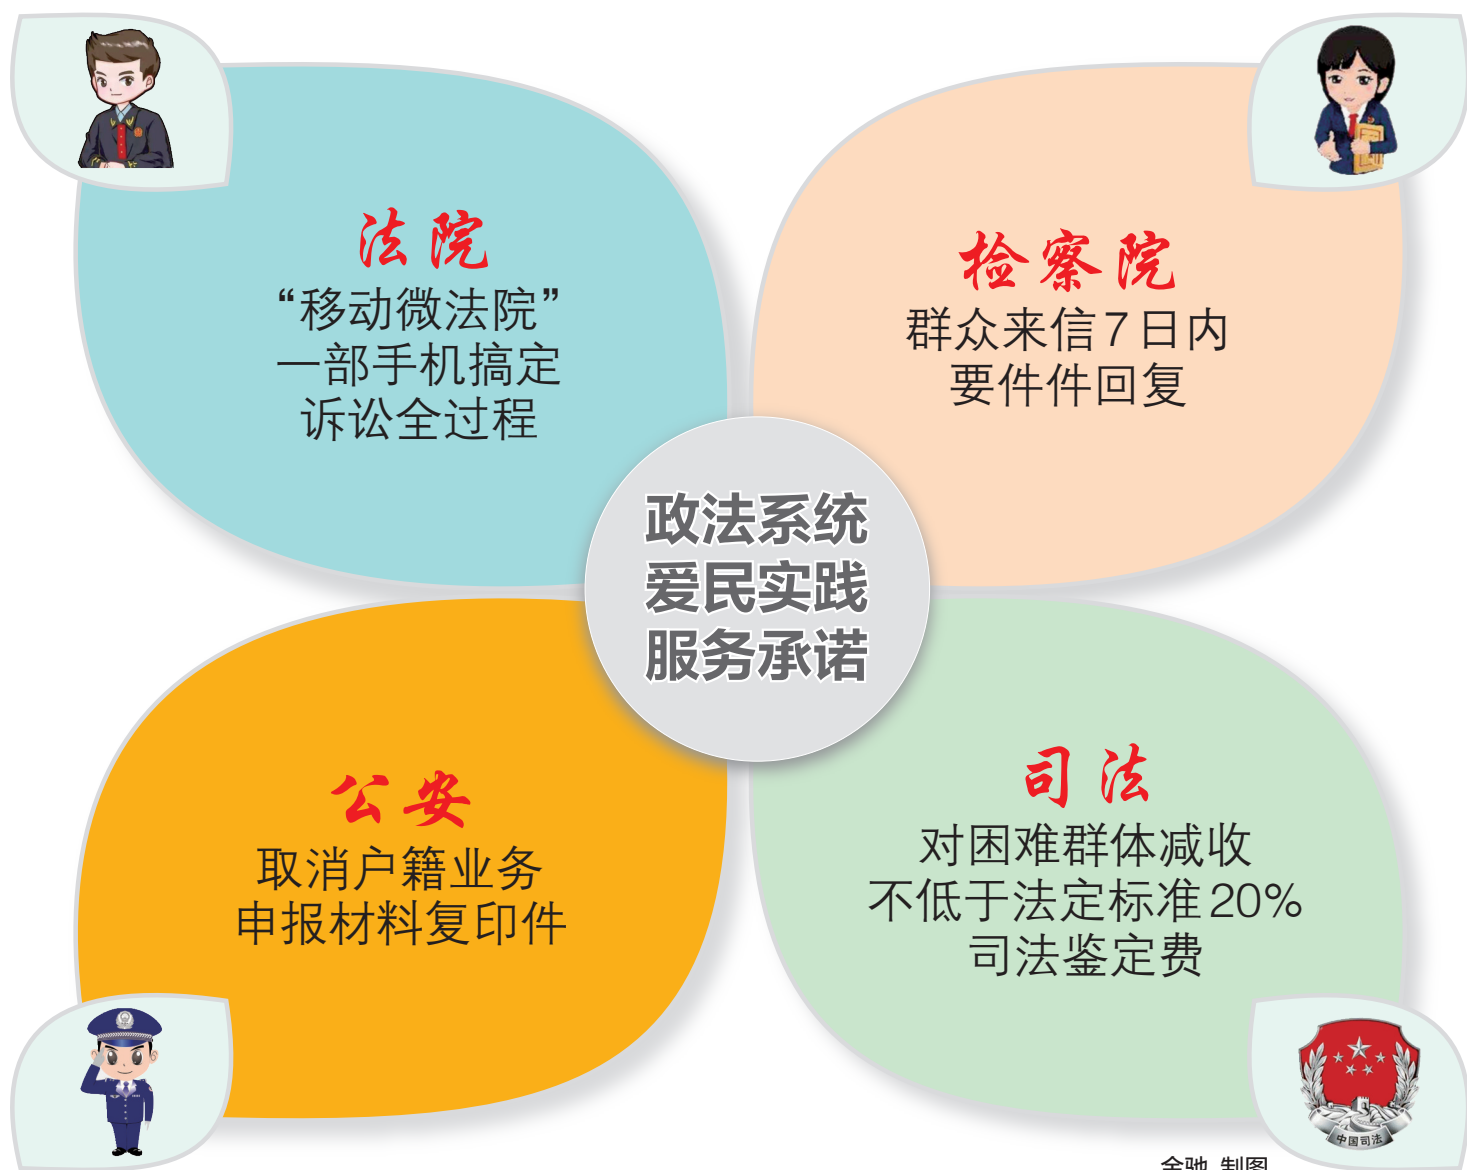 法院
“移动微法院”
一部手机搞定
诉讼全过程
检察院
群众来信7日内
要件件回复
政法系统
爱民实践
服务承诺
公安
取消户籍业务
申报材料复印件
司法
对困难群体减收
不低于法定标准20%
司法鉴定费
中国司法
金驰 制图